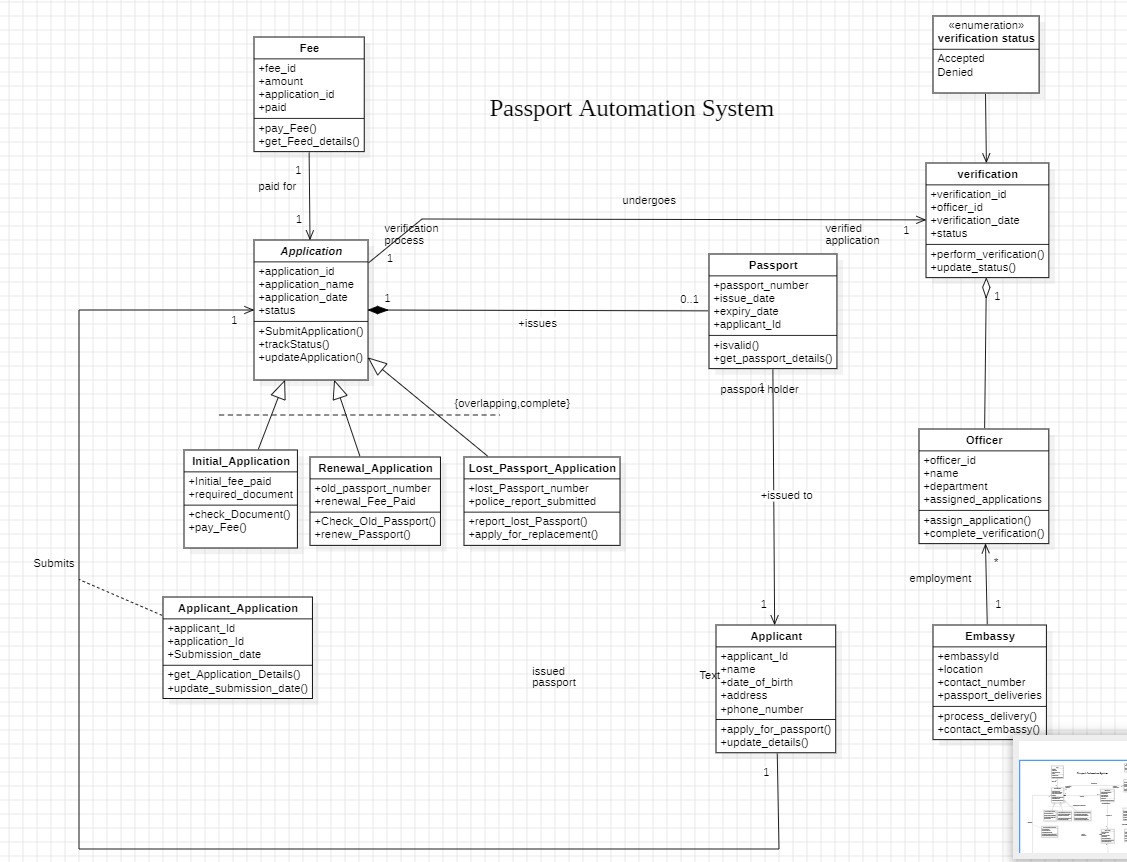 «enumeration»
verification status
Accepted
Denied
Fee
+fee_id
+amount
+application_id
+paid
+pay_Fee()
+get_Feed_details()
Passport Automation System
1
paid for
1
verification
+verification_id
+officer_id
+verification_date
+status
+perform_verification()
+update_status()
undergoes
verification
process
1
verified
application
1
Application
+application_id
+application_name
+application_date
+status
+SubmitApplication()
+trackStatus()
+updateApplication()
1
1
+issues
0..1
Passport
+passport_number
+issue_date
+expiry_date
+applicant_Id
+isvalid()
+get_passport_details()
1
1
passport holder
{overlapping,complete}
Initial_Application
+Initial_fee_paid
+required_document
+check_Document()
+pay_Fee()
Renewal_Application
+old_passport_number
+renewal_Fee_Paid
+Check_Old_Passport()
+renew_Passport()
Lost_Passport_Application
+lost_Passport_number
+police_report_submitted
+report_lost_Passport()
+apply_for_replacement()
+issued to
Officer
+officer_id
+name
+department
+assigned_applications
+assign_application()
+complete_verification()
*
employment
1
Submits
Applicant_Application
+applicant_Id
+application_Id
+Submission_date
+get_Application_Details()
+update_submission_date()
issued
passport
1
Text
Applicant
+applicant_Id
+name
+date_of_birth
+address
+phone_number
+apply_for_passport()
+update_details()
1
Embassy
+embassyId
+location
+contact_number
+passport_deliveries
+process_delivery()
+contact_embassy()